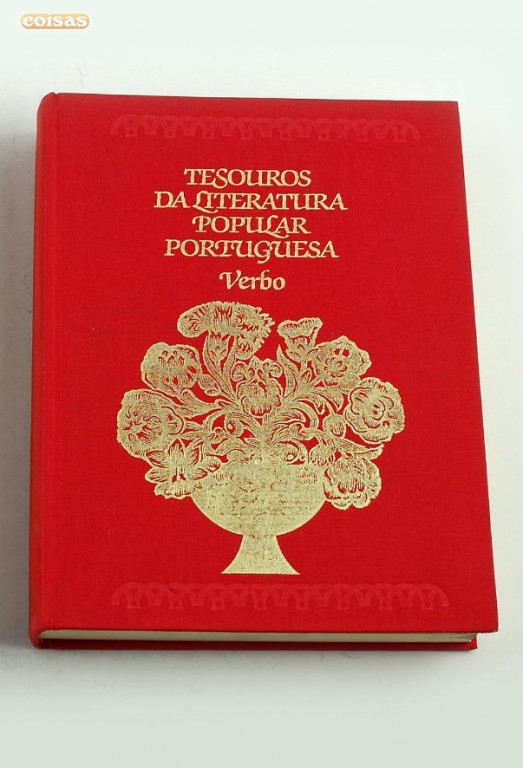 coisas
TESOUROS
DA LITERATURA
POPULAR
PORTUGUESA
Verbo